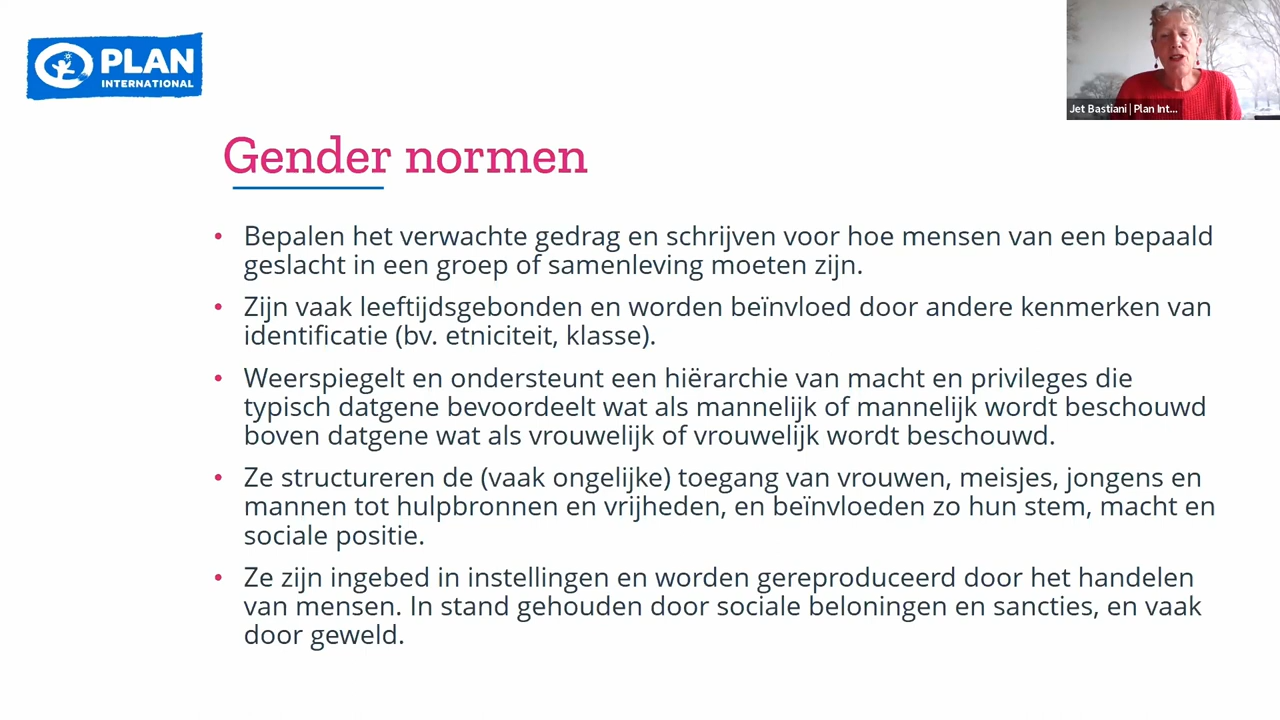 PLAN
INTERNATIONAL
Jet Bastiani | Plan Int...
Gender normen
• Bepalen het verwachte gedrag en schrijven voor hoe mensen van een bepaald
geslacht in een groep of samenleving moeten zijn.
• Zijn vaak leeftijdsgebonden en worden beïnvloed door andere kenmerken van
identificatie (bv. etniciteit, klasse).
• Weerspiegelt en ondersteunt een hiërarchie van macht en privileges die
typisch datgene bevoordeelt wat als mannelijk of mannelijk wordt beschouwd
boven datgene wat als vrouwelijk of vrouwelijk wordt beschouwd.
• Ze structureren de (vaak ongelijke) toegang van vrouwen, meisjes, jongens en
mannen tot hulpbronnen en vrijheden, en beïnvloeden zo hun stem, macht en
sociale positie.
• Ze zijn ingebed in instellingen en worden gereproduceerd door het handelen
van mensen. In stand gehouden door sociale beloningen en sancties, en vaak
door geweld.